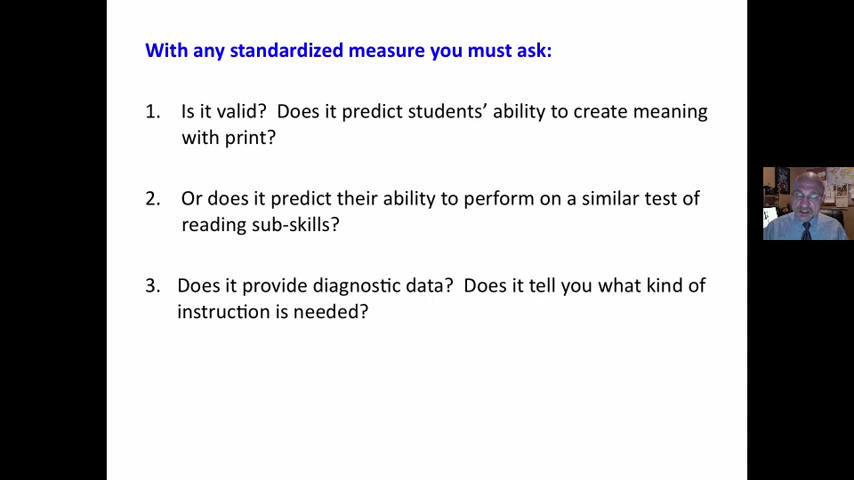 With any standardized measure you must ask:
1. Is it valid? Does it predict students’ ability to create meaning
with print?
2. Or does it predict their ability to perform on a similar test of
reading sub-skills?
3. Does it provide diagnostic data? Does it tell you what kind of
instruction is needed?